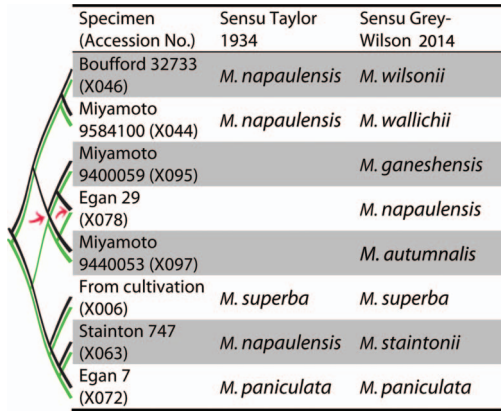 Specimen Sensu Taylor Sensu Grey-
(Accession No.) 1934 Wilson 2014
Boufford 32733
(X046) M. napaulensis M. wilsonii
Miyamoto
9584100 (X044) M. napaulensis M. wallichii
Miyamoto
9400059 (X095) M. ganeshensis
Egan 29
(X078) M. napaulensis
Miyamoto
9440053 (X097) M. autumnalis
From cultivation
(X006) M. superba M. superba
Stainton 747
(X063) M. napaulensis M. staintonii
Egan 7
(X072) M. paniculata M. paniculata